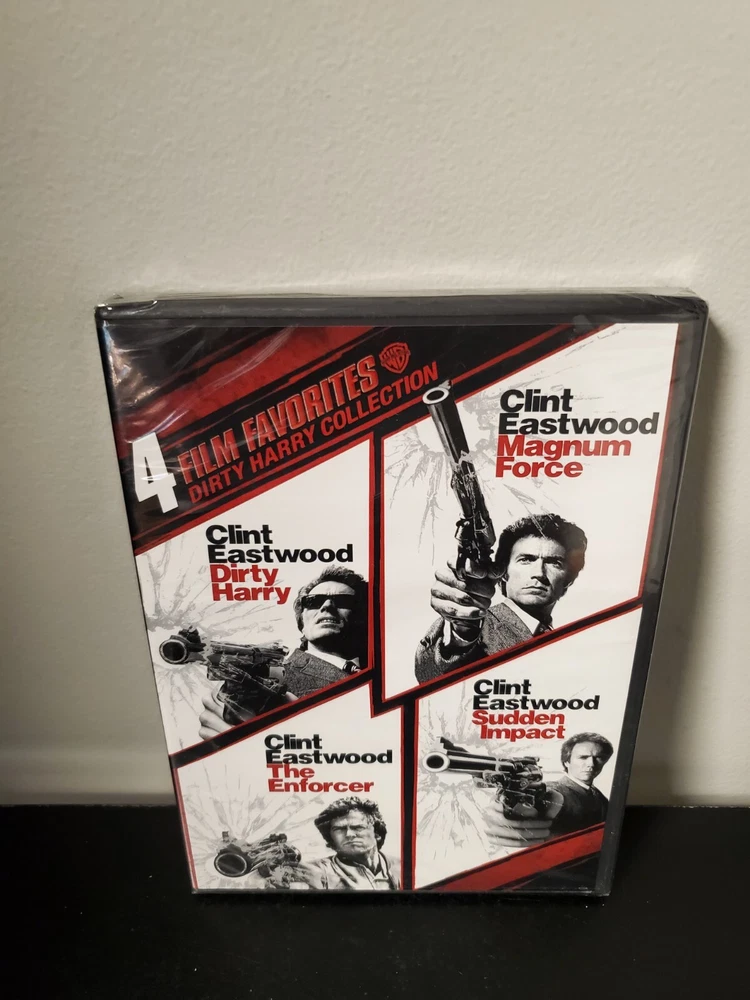 4 FILM FAVORITES
DIRTY HARRY COLLECTION
WB
Clint
Eastwood
Magnum
Force
Clint
Eastwood
Dirty
Harry
Clint
Eastwood
Sudden
Impact
Clint
Eastwood
The
Enforcer